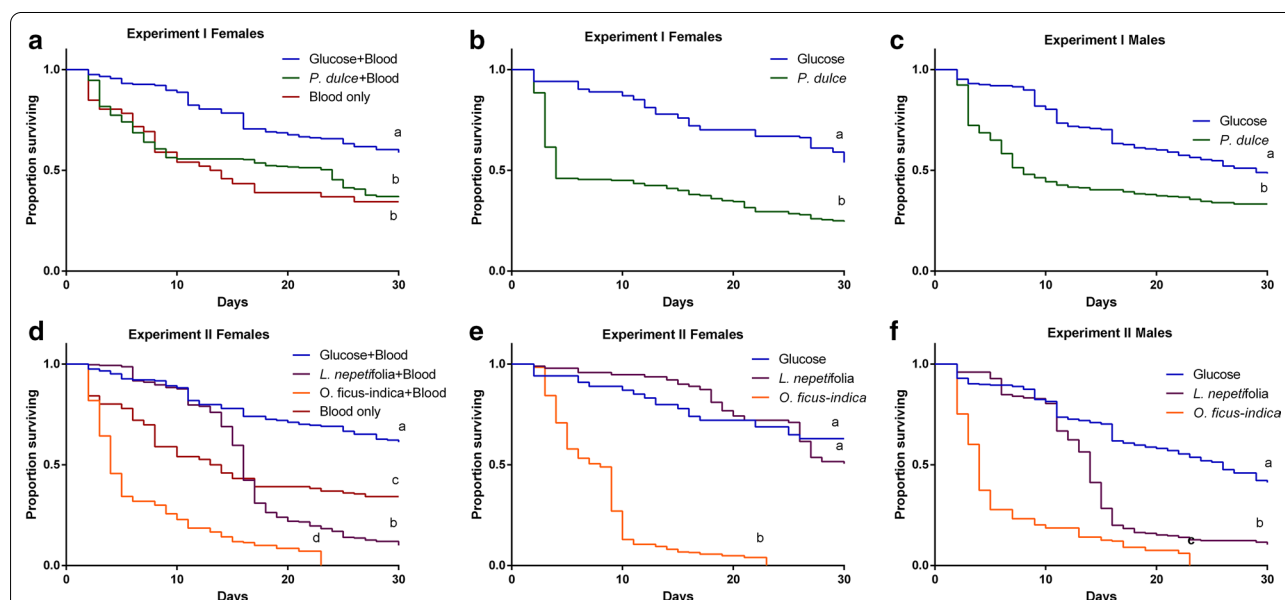 a
Experiment I Females
Glucose+Blood
P. dulce+Blood
Blood only
Proportion surviving
1.0
0.5
0.0
a
b
b
0
10
20
30
Days
b
Experiment I Females
Glucose
P. dulce
Proportion surviving
1.0
0.5
0.0
a
b
0
10
20
30
Days
c
Experiment I Males
Glucose
P. dulce
Proportion surviving
1.0
0.5
0.0
a
b
0
10
20
30
Days
d
Experiment II Females
Glucose+Blood
L. nepetifolia+Blood
O. ficus-indica+Blood
Blood only
Proportion surviving
1.0
0.5
0.0
a
c
b
d
0
10
20
30
Days
e
Experiment II Females
Glucose
L. nepetifolia
O. ficus-indica
Proportion surviving
1.0
0.5
0.0
a
a
b
0
10
20
30
Days
f
Experiment II Males
Glucose
L. nepetifolia
O. ficus-indica
Proportion surviving
1.0
0.5
0.0
a
b
c
0
10
20
30
Days